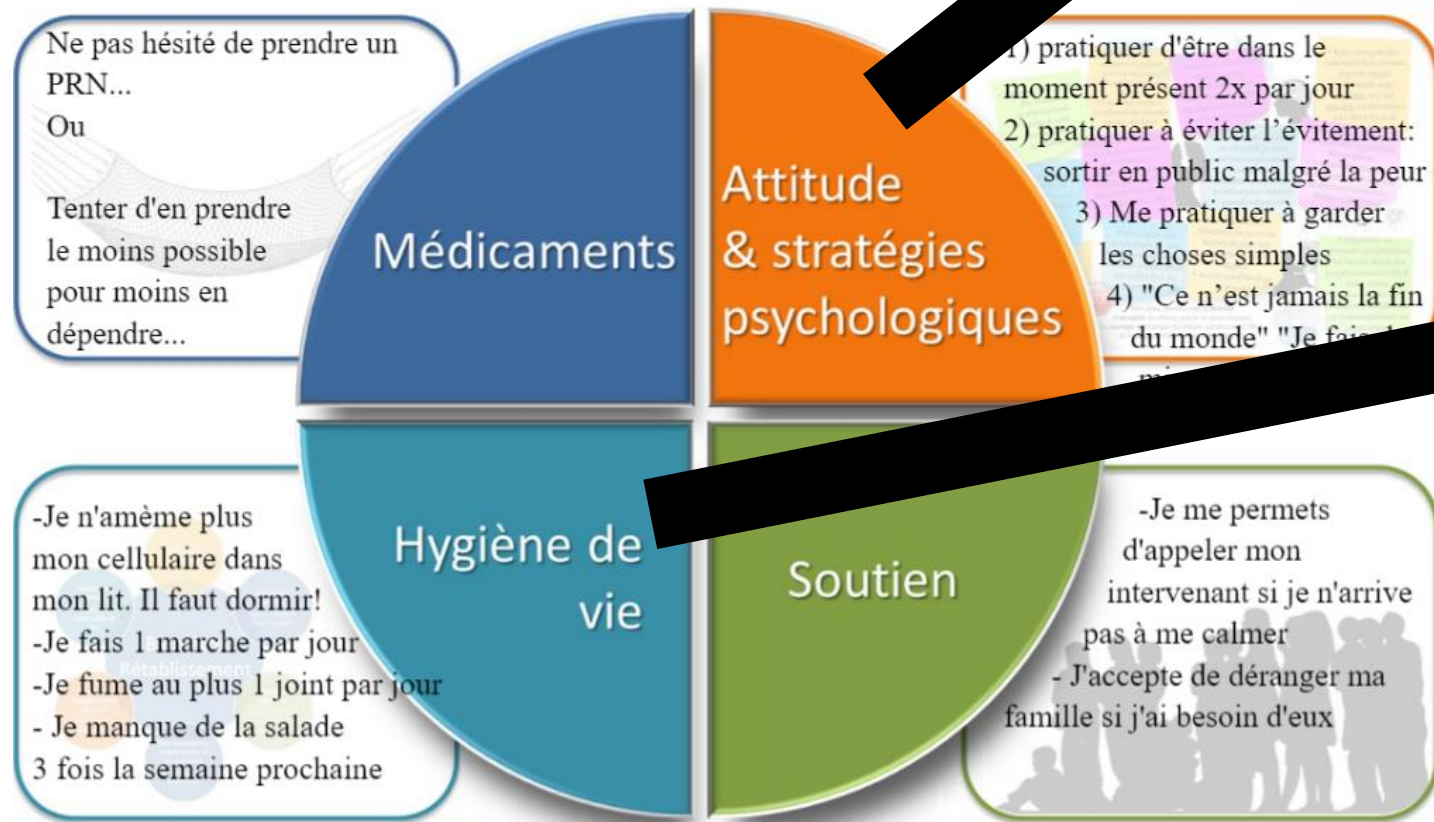 Ne pas hésité de prendre un
PRN...
Ou
Tenter d'en prendre
le moins possible
pour moins en
dépendre...
Médicaments
Attitude
& stratégies
psychologiques
1) pratiquer d'être dans le
moment présent 2x par jour
2) pratiquer à éviter l’évitement:
sortir en public malgré la peur
3) Me pratiquer à garder
les choses simples
4) "Ce n’est jamais la fin
du monde" "Je
-Je n'amème plus
mon cellulaire dans
mon lit. Il faut dormir!
-Je fais 1 marche par jour
-Je fume au plus 1 joint par jour
- Je manque de la salade
3 fois la semaine prochaine
Rétablissement
Hygiène de
vie
Soutien
-Je me permets
d'appeler mon
intervenant si je n'arrive
pas à me calmer
- J'accepte de déranger ma
famille si j'ai besoin d'eux